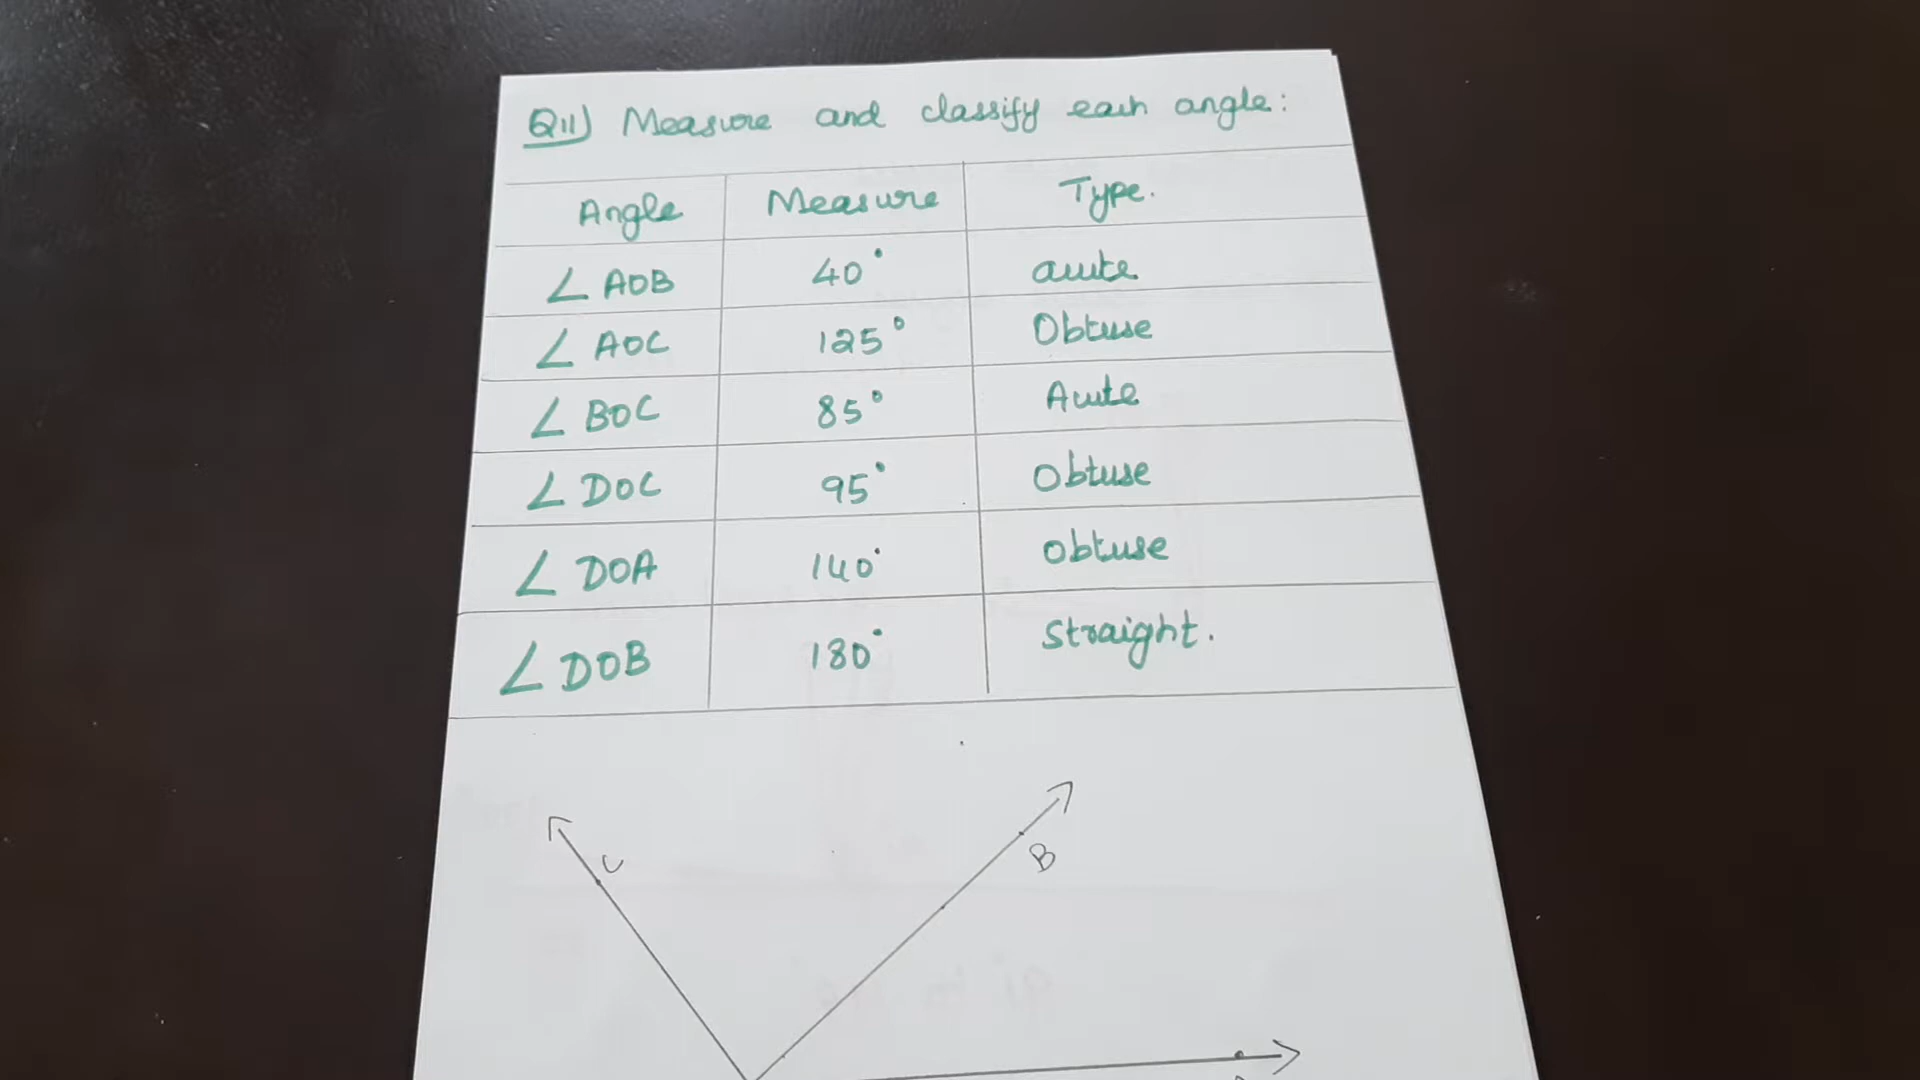 Q11) Measure and classify each angle:
Angle Measure Type.
∠ AOB 40° acute
∠ AOC 125° Obtuse
∠ BOC 85° Acute
∠ DOC 95° Obtuse
∠ DOA 140° obtuse
∠ DOB 180° straight.
C
B